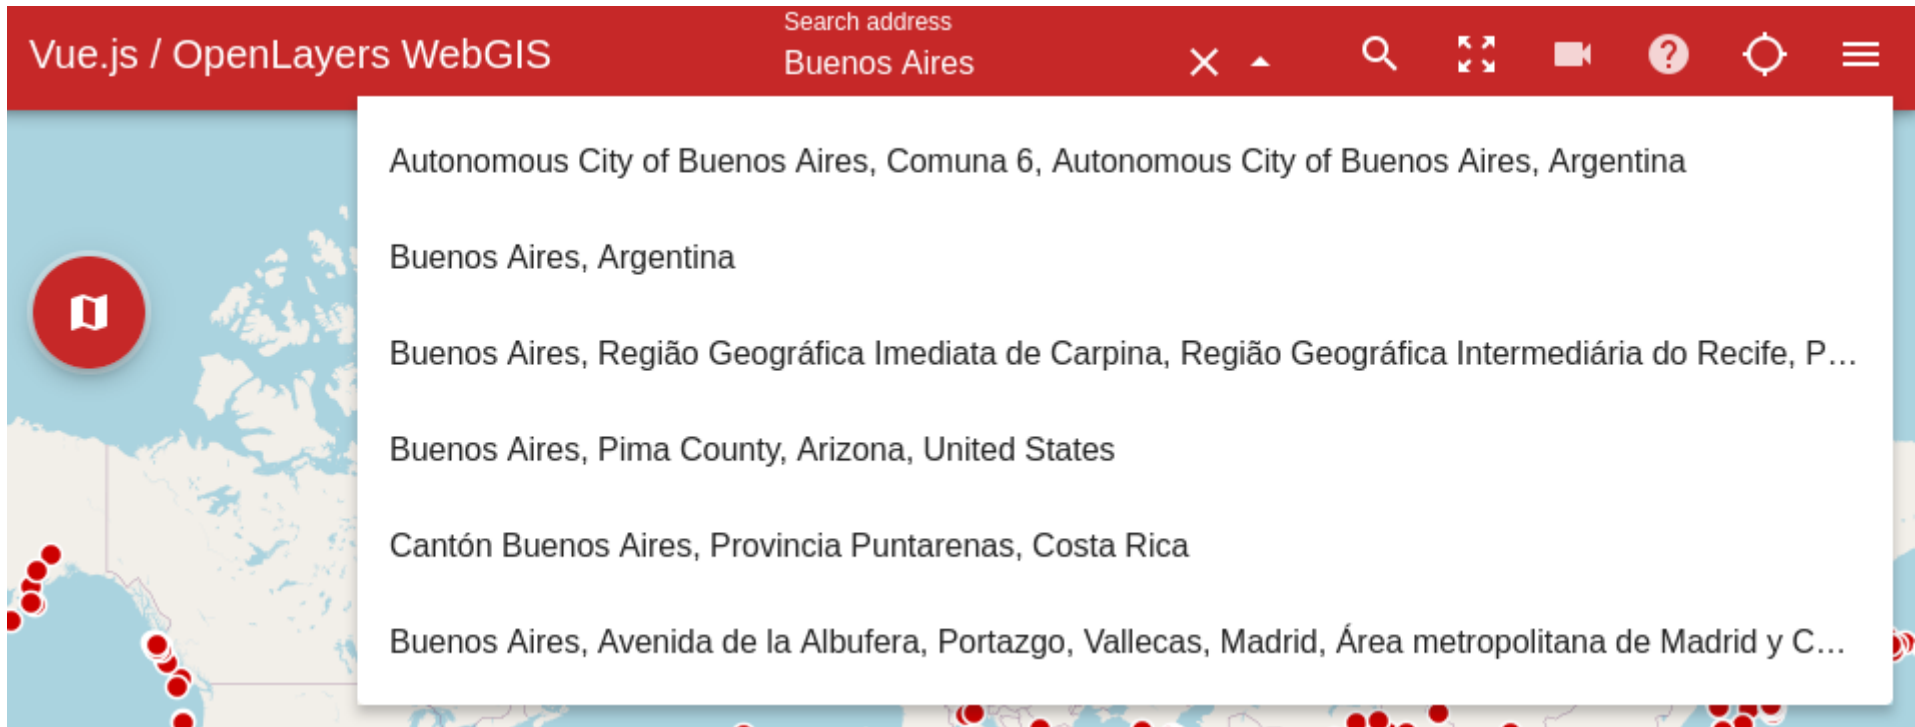 Vue.js / OpenLayers WebGIS
Search address
Buenos Aires
Autonomous City of Buenos Aires, Comuna 6, Autonomous City of Buenos Aires, Argentina
Buenos Aires, Argentina
Buenos Aires, Região Geográfica Imediata de Carpina, Região Geográfica Intermediária do Recife, P…
Buenos Aires, Pima County, Arizona, United States
Cantón Buenos Aires, Provincia Puntarenas, Costa Rica
Buenos Aires, Avenida de la Albufera, Portazgo, Vallecas, Madrid, Área metropolitana de Madrid y C…